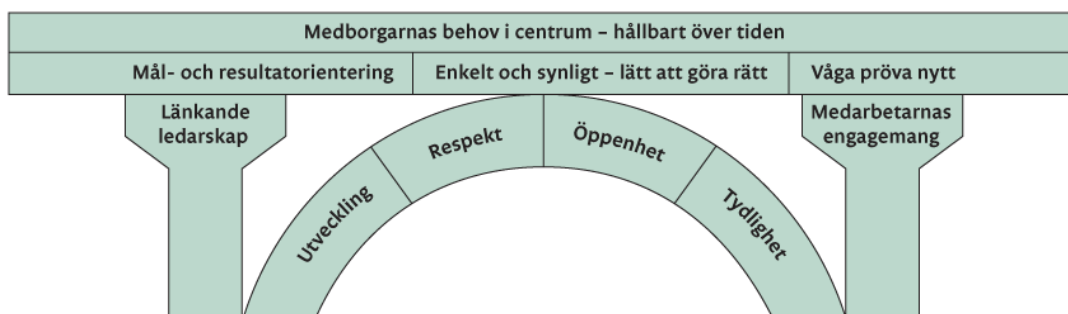 Medborgarnas behov i centrum – hållbart över tiden
Mål- och resultatorientering
Enkelt och synligt – lätt att göra rätt
Våga pröva nytt
Länkande
ledarskap
Utveckling
Respekt
Öppenhet
Tydlighet
Medarbetarnas
engagemang